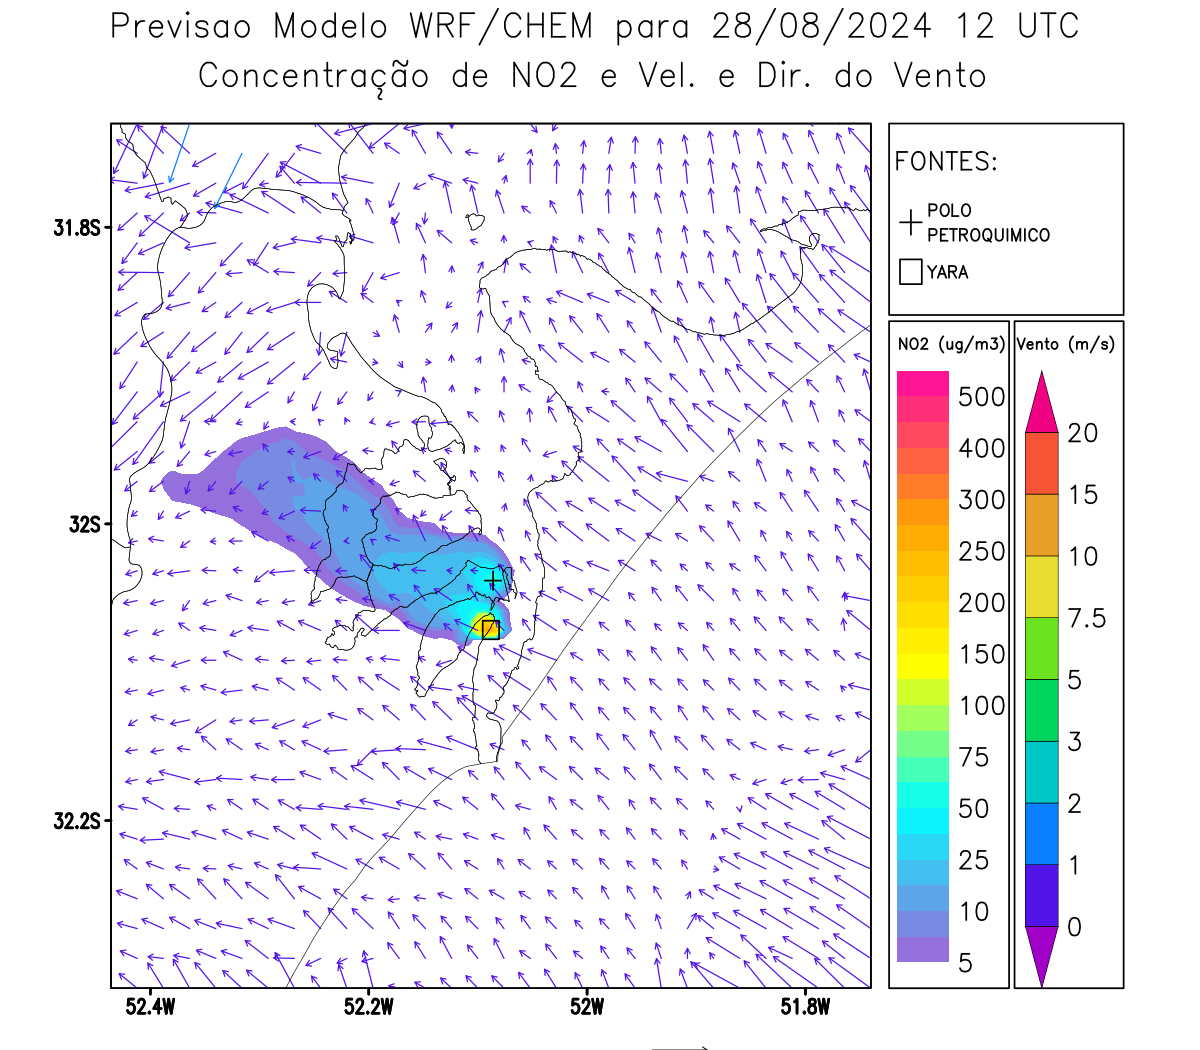 Previsao Modelo WRF/CHEM para 28/08/2024 12 UTC
Concentração de NO2 e Vel. e Dir. do Vento
FONTES:
POLO
PETROQUIMICO
YARA
31.8S
32S
32.2S
52.4W
52.2W
52W
51.8W
NO2 (ug/m3)
500
400
300
250
200
150
100
75
50
25
10
5
Vento (m/s)
20
15
10
7.5
5
3
2
1
0